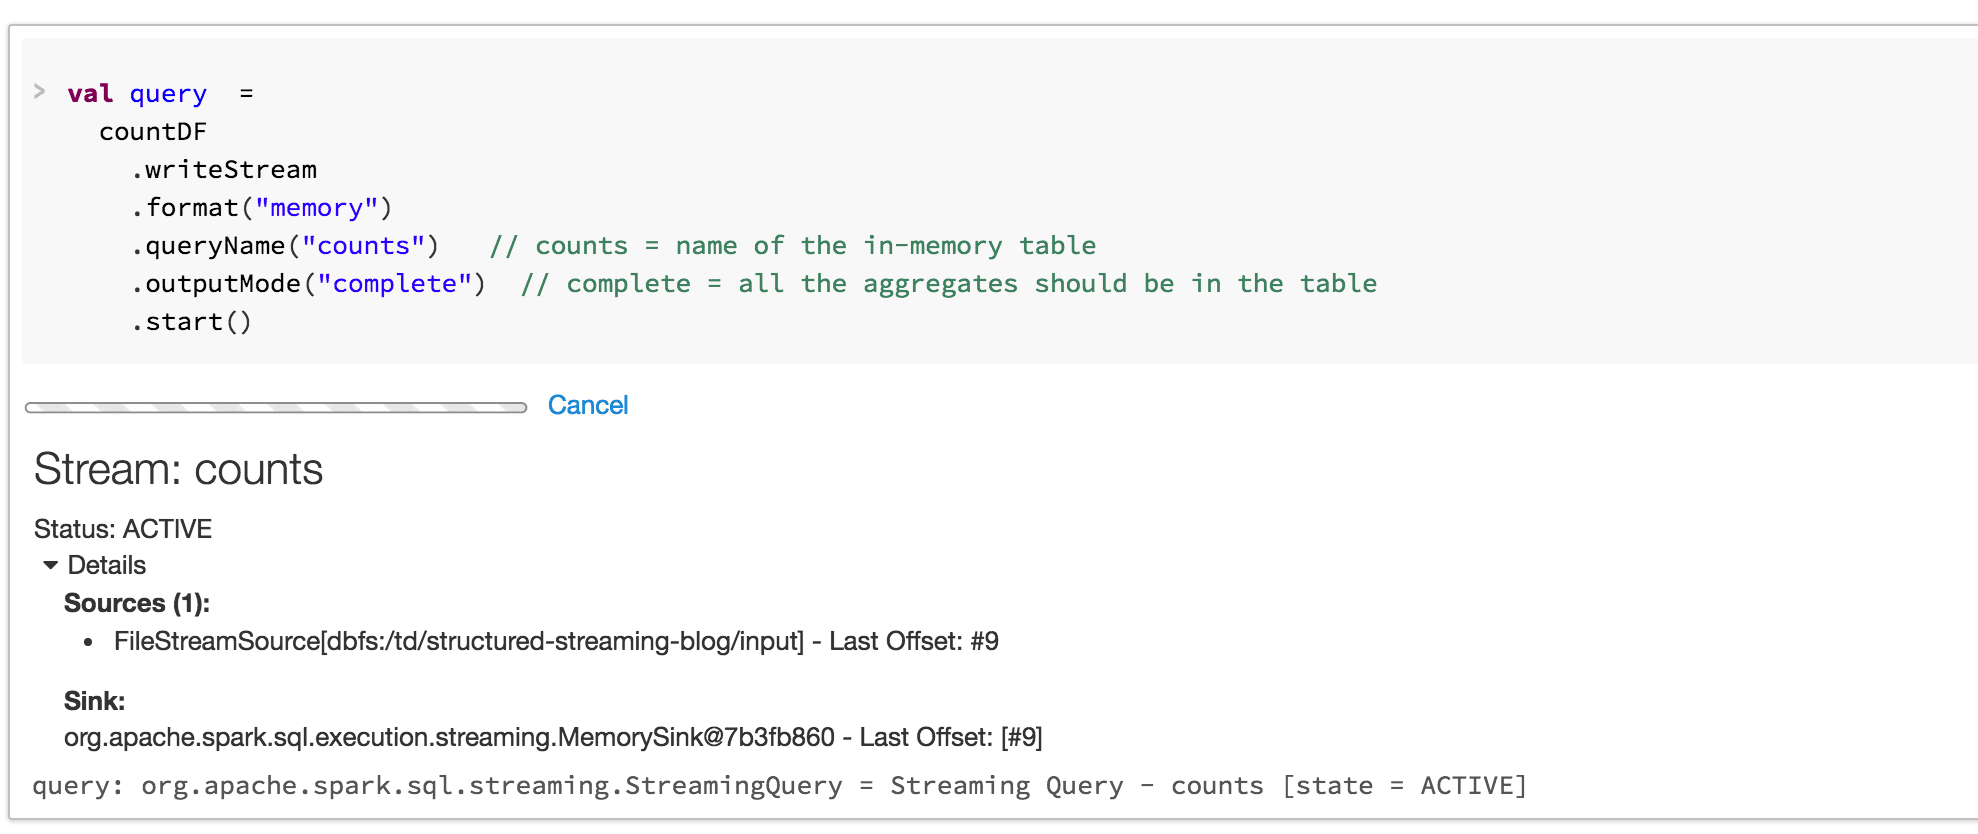 > val query  =
countDF
.writeStream
.format("memory")
.queryName("counts")   // counts = name of the in-memory table
.outputMode("complete")  // complete = all the aggregates should be in the table
.start()
Cancel
Stream: counts
Status: ACTIVE
Details
Sources (1):
• FileStreamSource[dbfs:/td/structured-streaming-blog/input] - Last Offset: #9
Sink:
org.apache.spark.sql.execution.streaming.MemorySink@7b3fb860 - Last Offset: [#9]
query: org.apache.spark.sql.streaming.StreamingQuery = Streaming Query - counts [state = ACTIVE]